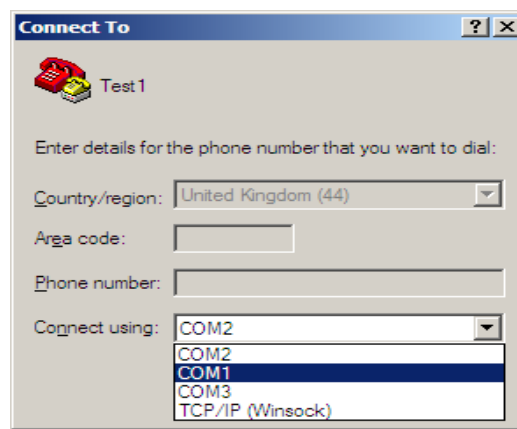 Connect To
Test1
Enter details for the phone number that you want to dial:
Country/region: United Kingdom (44)
Area code:
Phone number:
Connect using: COM2
COM2
COM1
COM3
TCP/IP (Winsock)